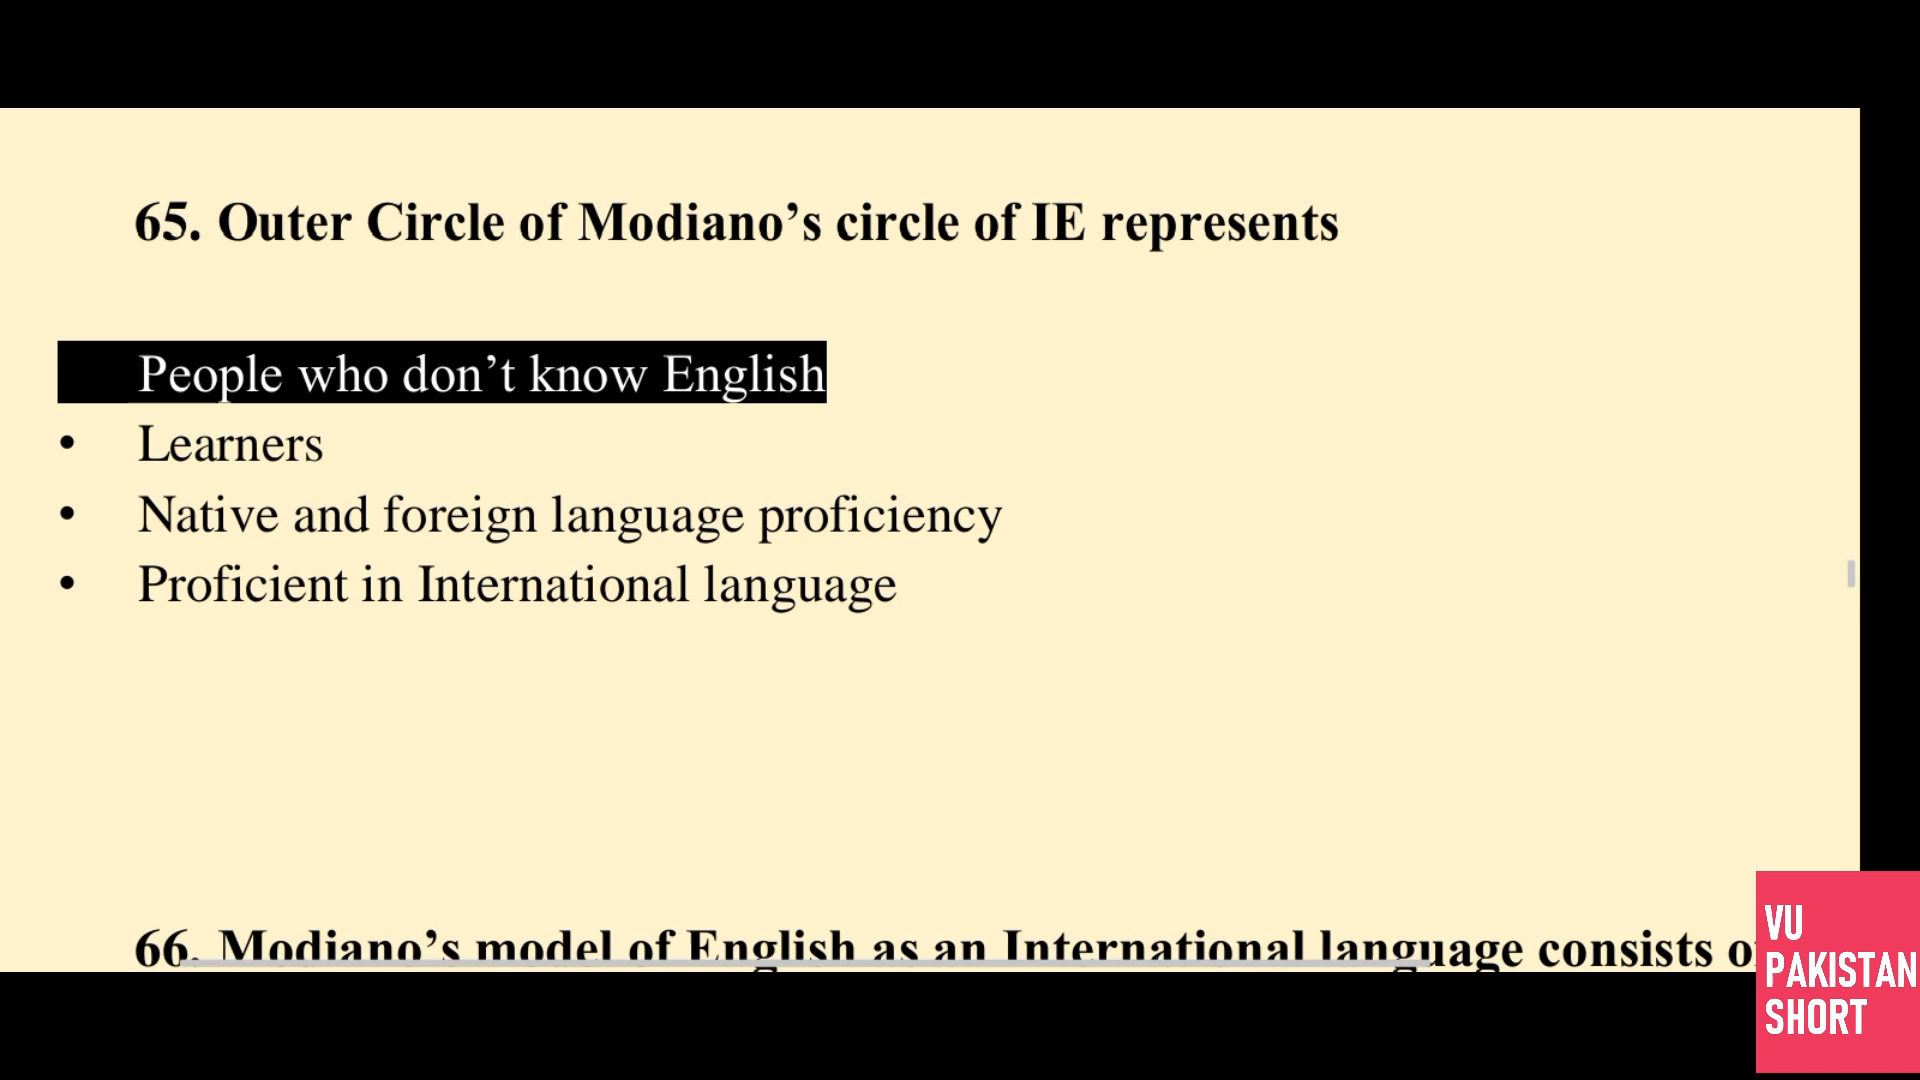 65. Outer Circle of Modiano’s circle of IE represents
People who don’t know English
• Learners
• Native and foreign language proficiency
• Proficient in International language
66. Modiano’s model of English as an International language consists
VU
PAKISTAN
SHORT